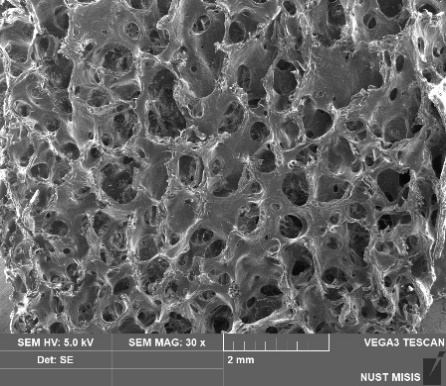 SEM HV: 5.0 kV SEM MAG: 30 x VEGA3 TESCAN
Det: SE 2 mm
NUST MISIS